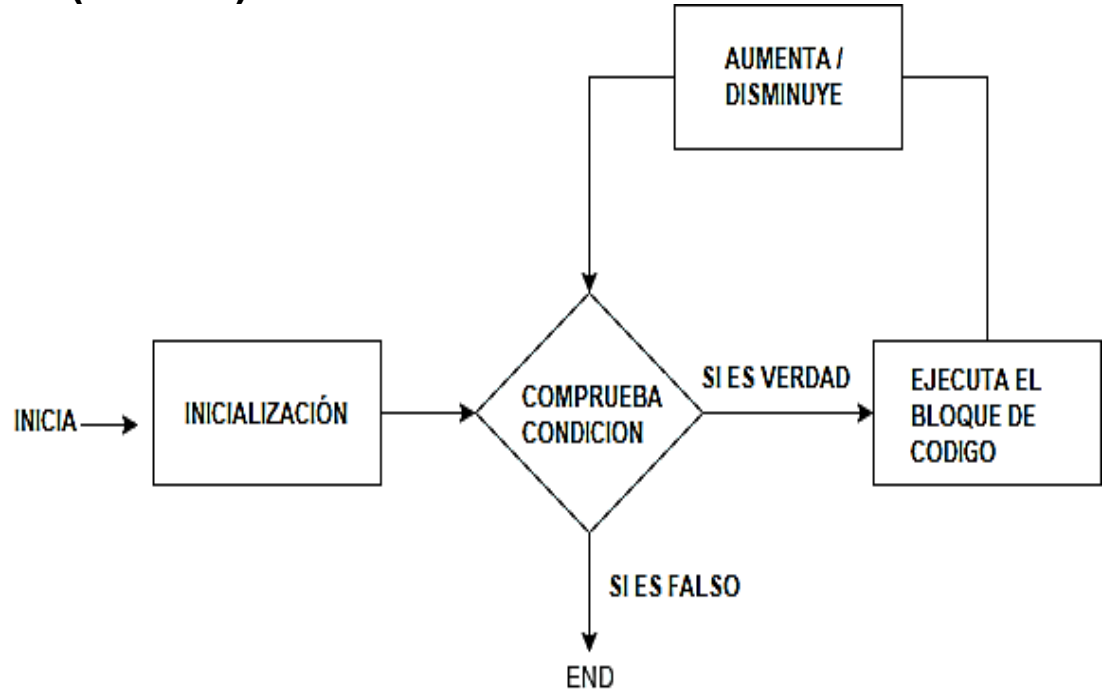 AUMENTA /
DISMINUYE
INICIA
INICIALIZACIÓN
COMPRUEBA
CONDICION
SI ES VERDAD
EJECUTA EL
BLOQUE DE
CODIGO
SI ES FALSO
END